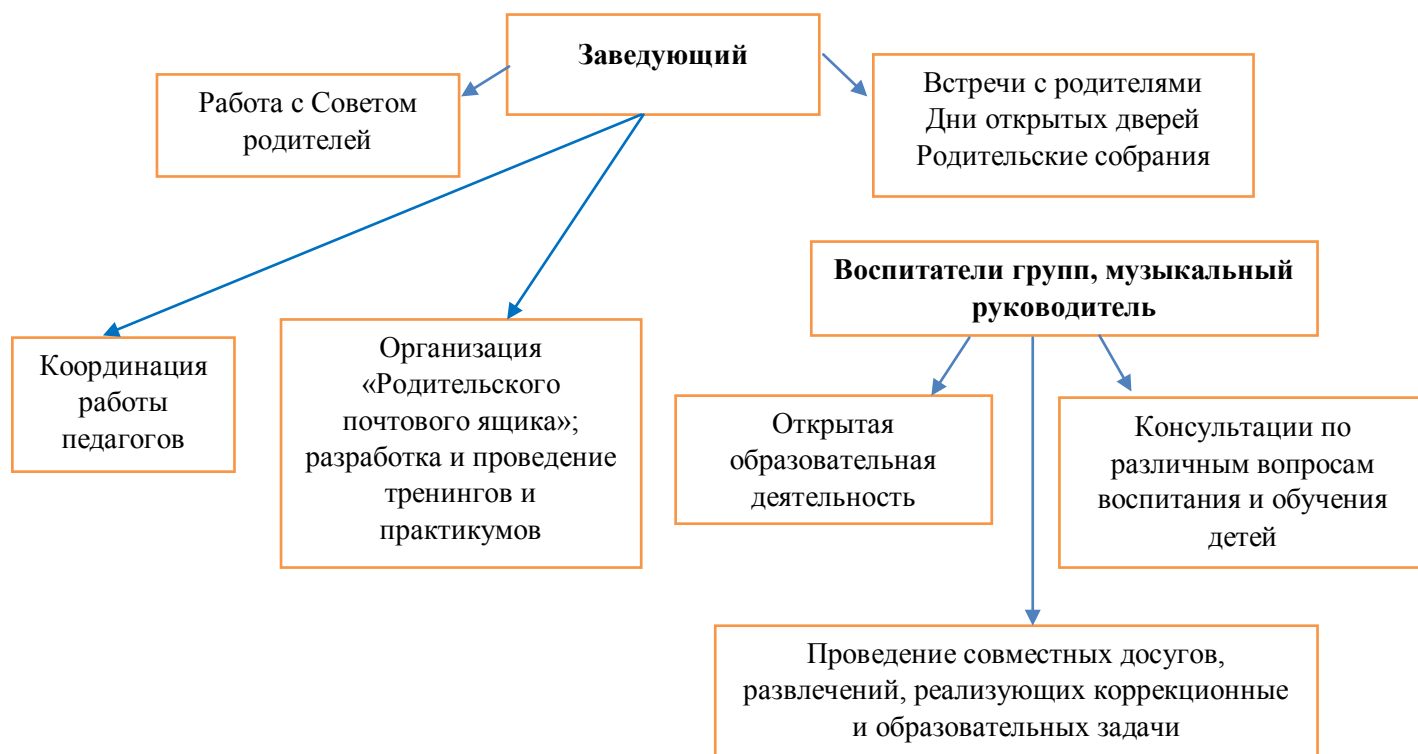 Заведующий
Работа с Советом
родителей
Встречи с родителями
Дни открытых дверей
Родительские собрания
Воспитатели групп, музыкальный
руководитель
Координация
работы
педагогов
Организация
«Родительского
почтового ящика»;
разработка и проведение
тренингов и
практикумов
Открытая
образовательная
деятельность
Консультации по
различным вопросам
воспитания и обучения
детей
Проведение совместных досугов,
развлечений, реализующих коррекционные
и образовательных задачи